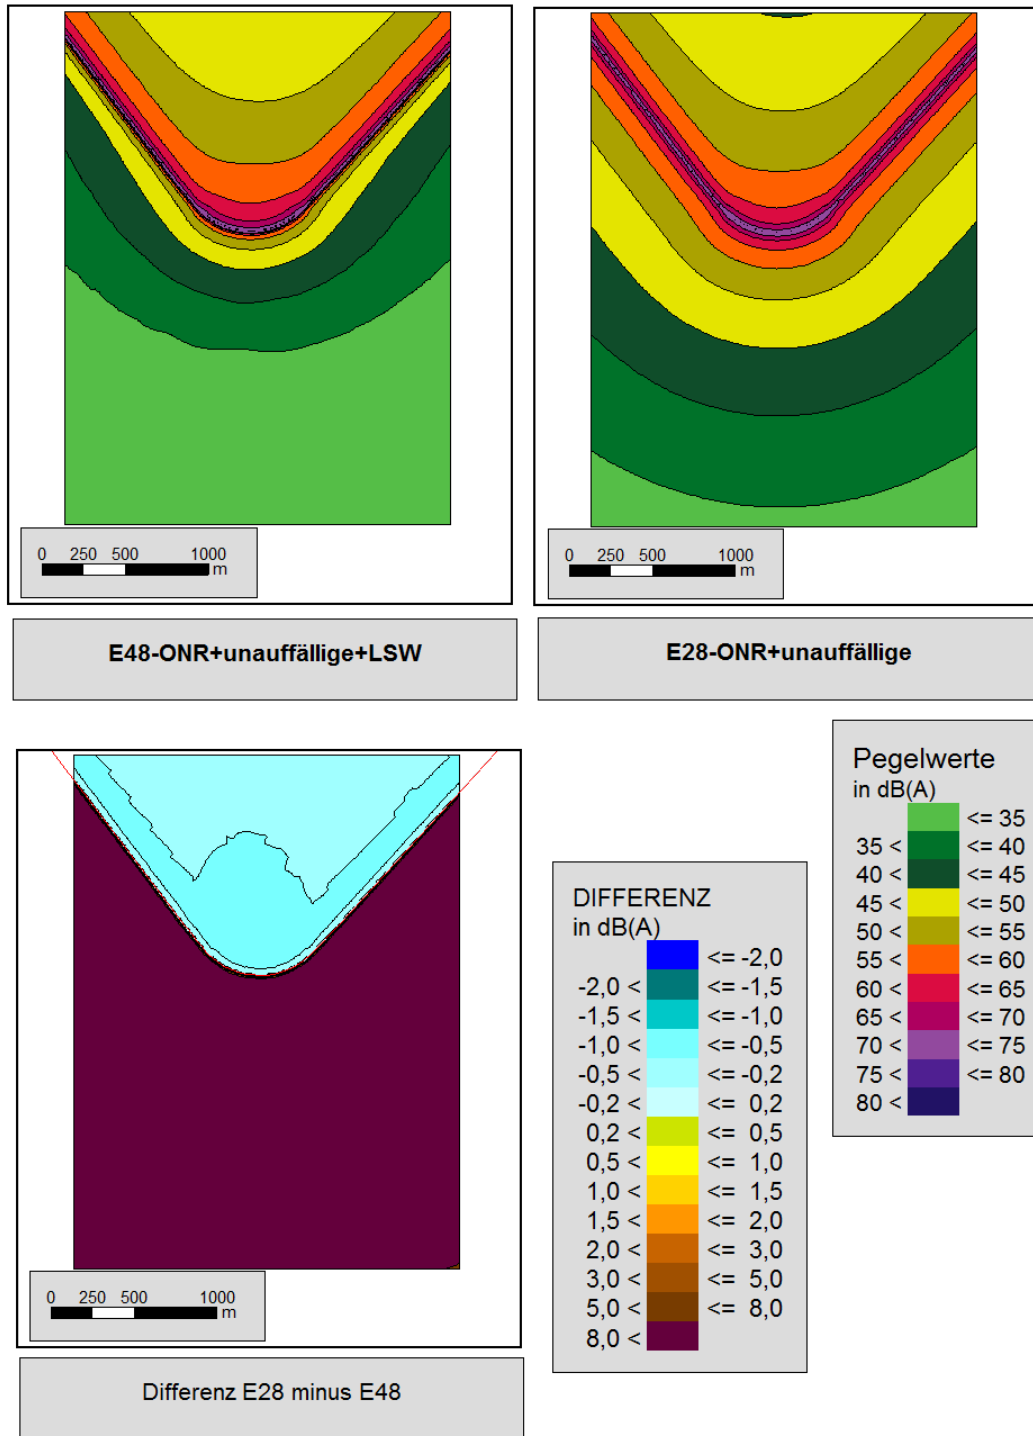 0 250 500 1000
m
0 250 500 1000
m
E48-ONR+unauffällige+LSW
E28-ONR+unauffällige
Pegelwerte
in dB(A)
<= 35
35 < <= 40
40 < <= 45
45 < <= 50
50 < <= 55
55 < <= 60
60 < <= 65
65 < <= 70
70 < <= 75
75 < <= 80
80 <
DIFFERENZ
in dB(A)
<= -2,0
-2,0 < <= -1,5
-1,5 < <= -1,0
-1,0 < <= -0,5
-0,5 < <= -0,2
-0,2 < <= 0,2
0,2 < <= 0,5
0,5 < <= 1,0
1,0 < <= 1,5
1,5 < <= 2,0
2,0 < <= 3,0
3,0 < <= 5,0
5,0 < <= 8,0
8,0 <
0 250 500 1000
m
Differenz E28 minus E48